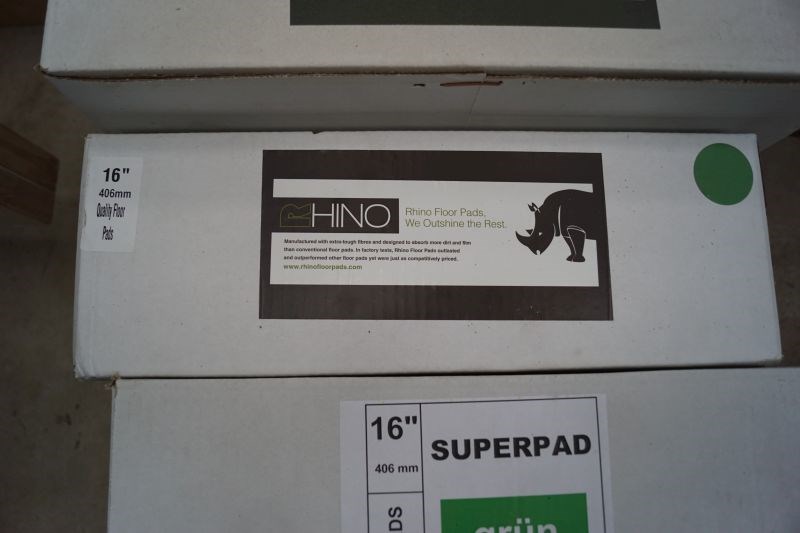 16"
406mm
Quality Floor
Pads
RHINO
Rhino Floor Pads,
We Outshine the Rest.
Manufactured with extra-tough fibres and designed to absorb more dirt and film
than conventional floor pads. In factory tests, Rhino Floor Pads outlasted
and outperformed other floor pads yet were just as competitively priced.
www.rhinofloorpads.com
16"
406 mm
SUPERPAD
DS
grün